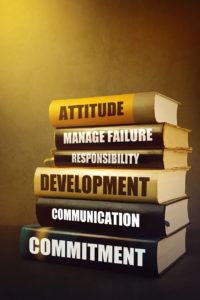 ATTITUDE
MANAGE FAILURE
RESPONSIBILITY
DEVELOPMENT
COMMUNICATION
COMMITMENT